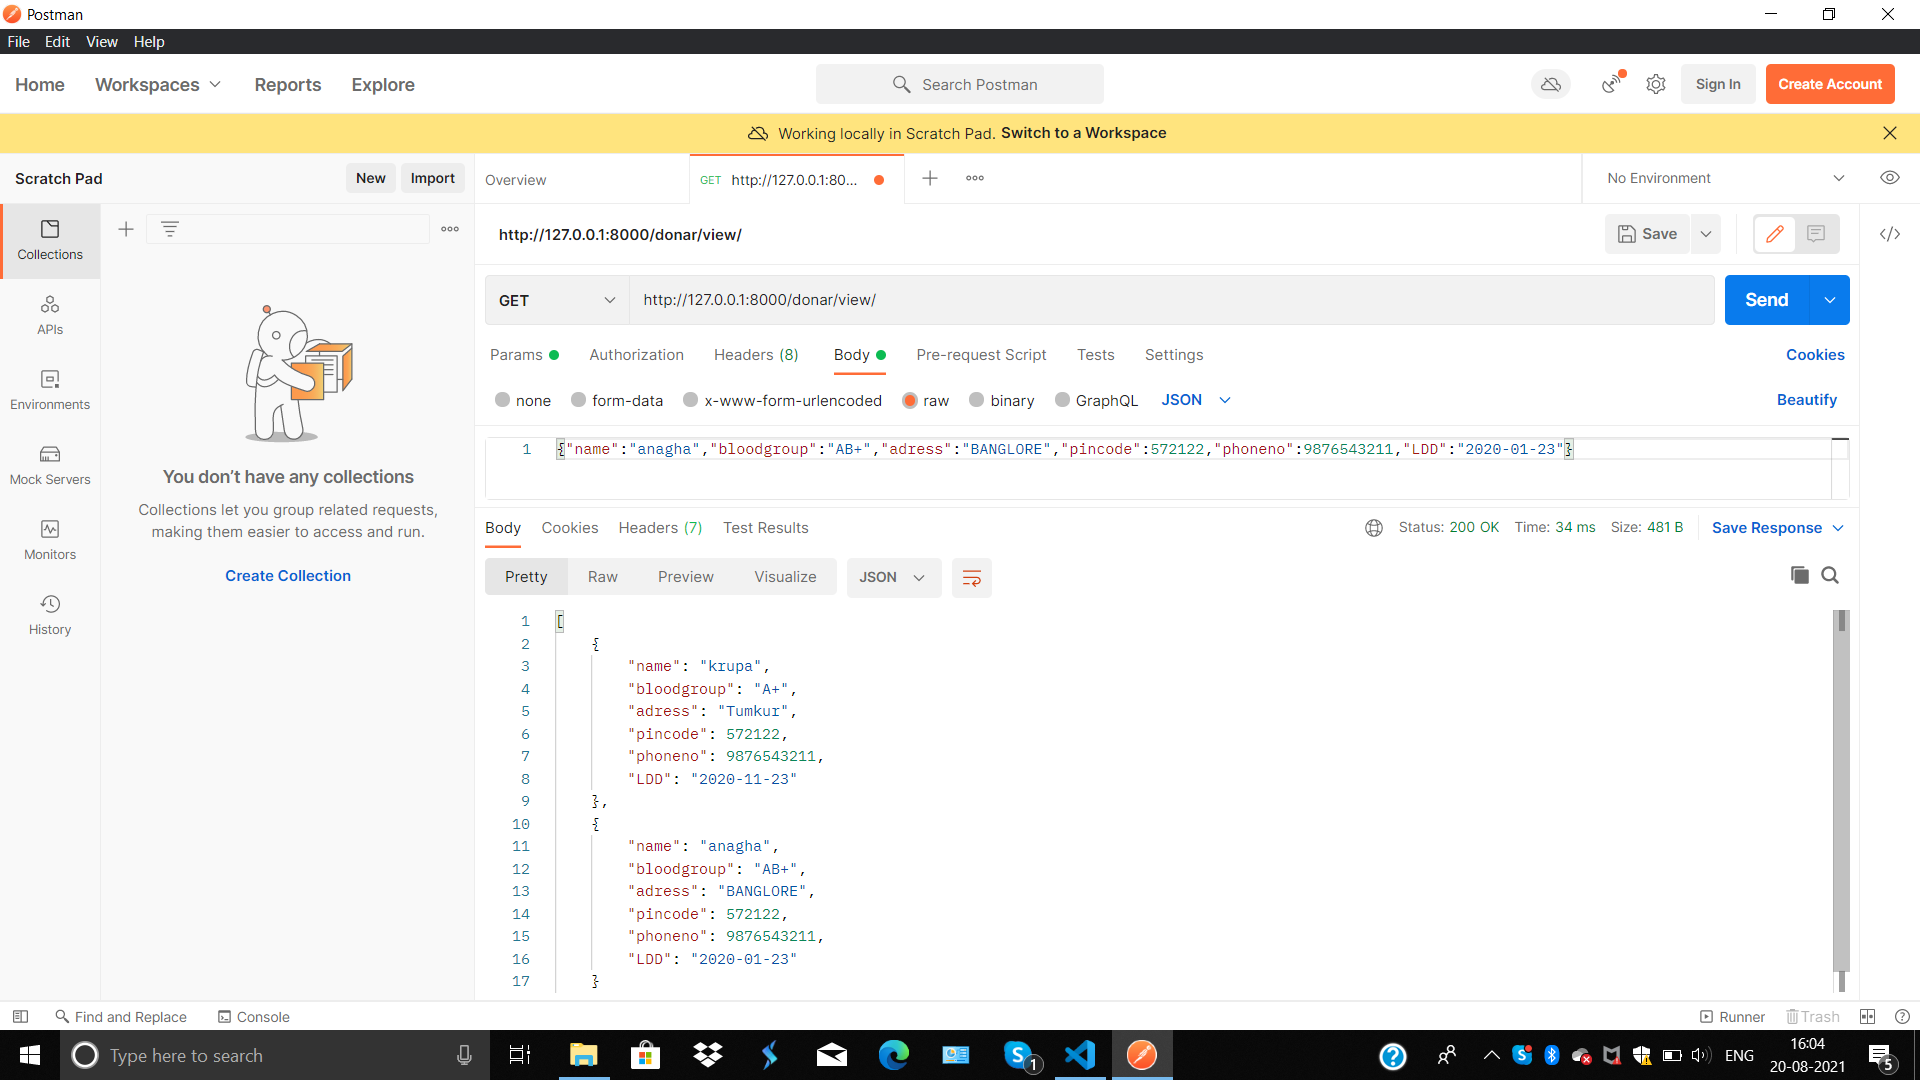 Postman
File Edit View Help
Home Workspaces Reports Explore
Search Postman
Sign In
Create Account
Working locally in Scratch Pad. Switch to a Workspace
Scratch Pad
New
Import
Overview
GET http://127.0.0.1:80...
No Environment
Collections
APIs
Environments
Mock Servers
Monitors
History
You don’t have any collections
Collections let you group related requests,
making them easier to access and run.
Create Collection
http://127.0.0.1:8000/donar/view/
Save
GET
http://127.0.0.1:8000/donar/view/
Send
Params Authorization Headers (8) Body Pre-request Script Tests Settings
Cookies
none form-data x-www-form-urlencoded raw binary GraphQL JSON
Beautify
1 {"name":"anagha","bloodgroup":"AB+","adress":"BANGLORE","pincode":572122,"phoneno":9876543211,"LDD":"2020-01-23"}
Body Cookies Headers (7) Test Results
Status: 200 OK Time: 34 ms Size: 481 B
Save Response
Pretty Raw Preview Visualize JSON
1 [
2 {
3 "name": "krupa",
4 "bloodgroup": "A+",
5 "adress": "Tumkur",
6 "pincode": 572122,
7 "phoneno": 9876543211,
8 "LDD": "2020-11-23"
9 },
10 {
11 "name": "anagha",
12 "bloodgroup": "AB+",
13 "adress": "BANGLORE",
14 "pincode": 572122,
15 "phoneno": 9876543211,
16 "LDD": "2020-01-23"
17 }
Find and Replace
Console
Runner
Trash
Type here to search
1
ENG
16:04
20-08-2021
5